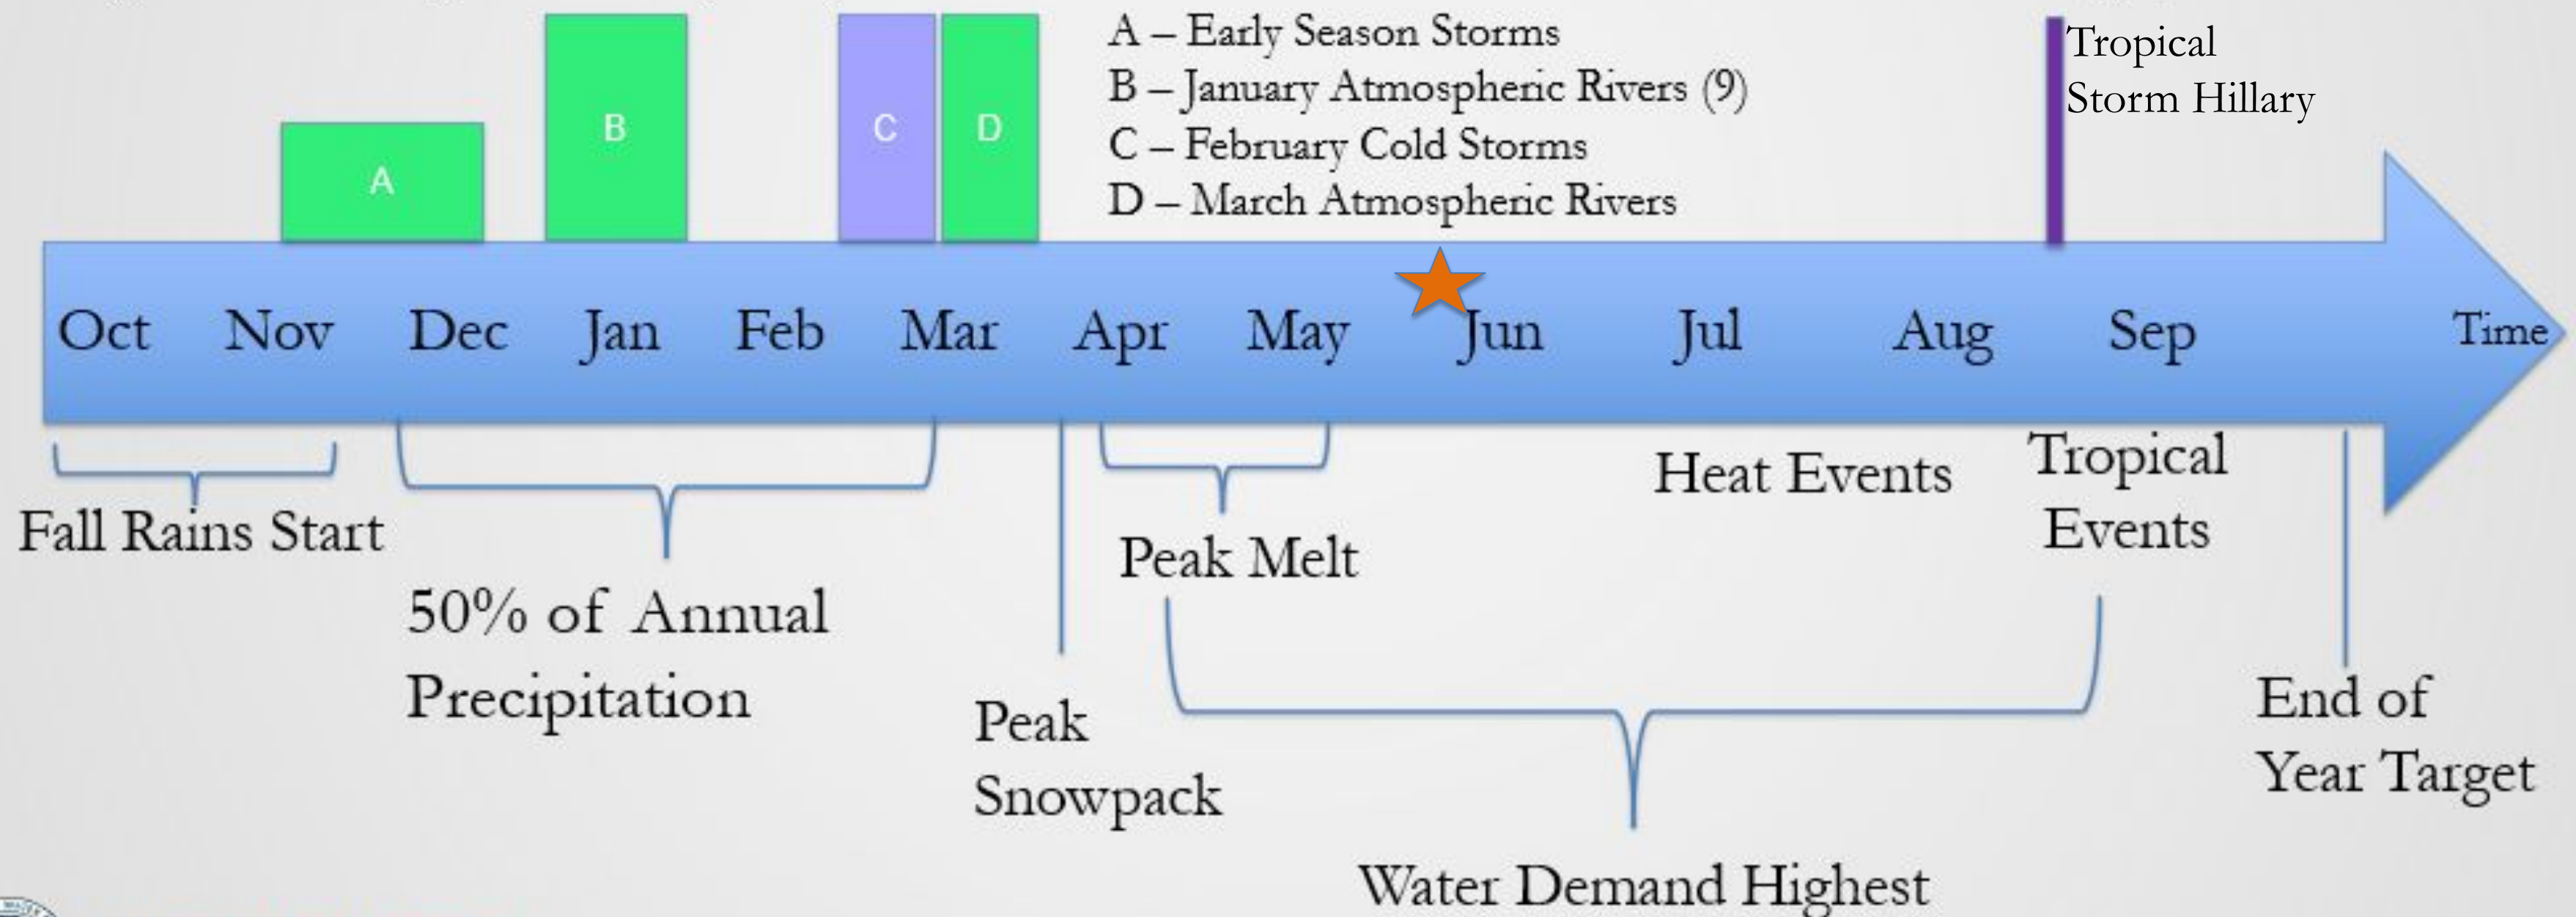 A – Early Season Storms
B – January Atmospheric Rivers (9)
C – February Cold Storms
D – March Atmospheric Rivers
Tropical
Storm Hillary
A
B
C
D
Oct Nov Dec Jan Feb Mar Apr May Jun Jul Aug Sep Time
Fall Rains Start
50% of Annual
Precipitation
Peak
Snowpack
Peak Melt
Heat Events
Tropical
Events
Water Demand Highest
End of
Year Target